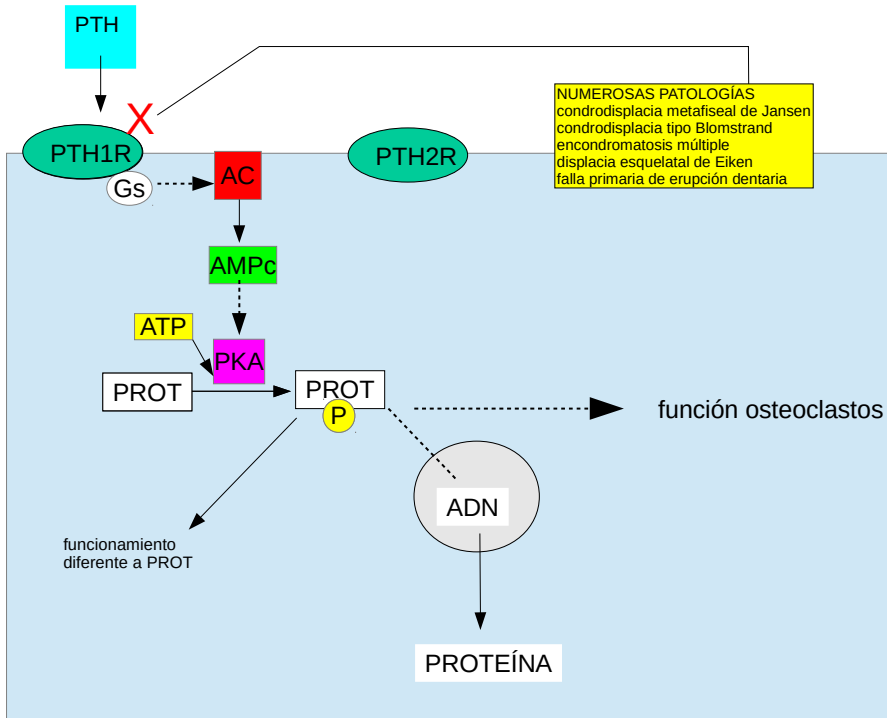 PTH
NUMEROSAS PATOLOGÍAS
condrodisplacia metafiseal de Jansen
condrodisplacia tipo Blomstrand
encondromatosis múltiple
displacia esquelatal de Eiken
falla primaria de erupción dentaria
X
PTH1R
PTH2R
Gs
AC
AMPc
ATP
PKA
PROT
PROT
P
función osteoclastos
ADN
funcionamiento
diferente a PROT
PROTEÍNA